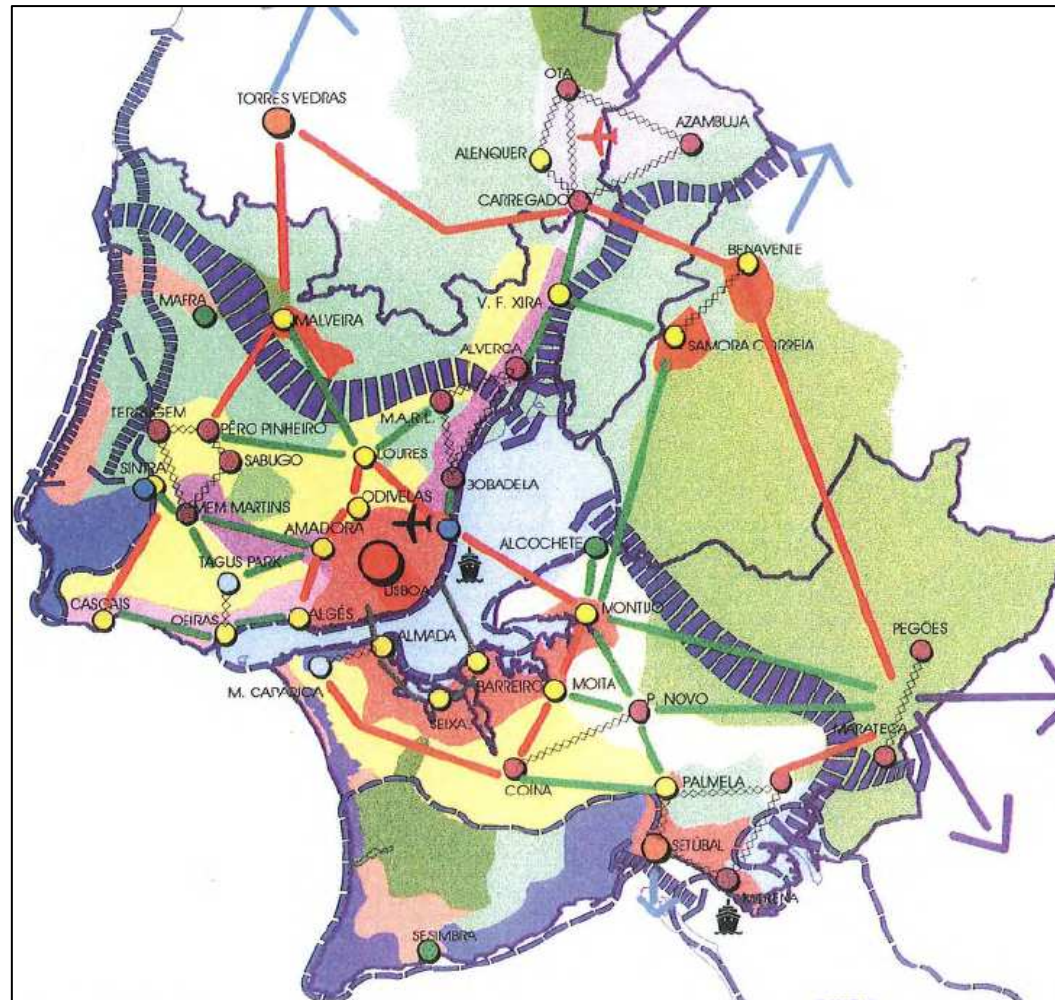 OTA
TORRES VEDRAS
AZAMBUJA
ALENQUER
CARREGADO
BENAVENTE
MAFRA
V. F. XIRA
MALVEIRA
SAMORA CORREIA
ALVERCA
M.A.R.L.
TERRUGEM
PÊRO PINHEIRO
LOURES
SABUGO
SINTRA
BOBADELA
ODIVELAS
MEM MARTINS
AMADORA
ALCOCHETE
TAGUS PARK
LISBOA
CASCAIS
MONTIJO
OEIRAS
ALGÉS
PEGÕES
ALMADA
M. CAPARICA
BARREIRO
MOITA
SEIXAL
P. NOVO
MARATECA
COINA
PALMELA
SETÚBAL
MITRENA
SESIMBRA